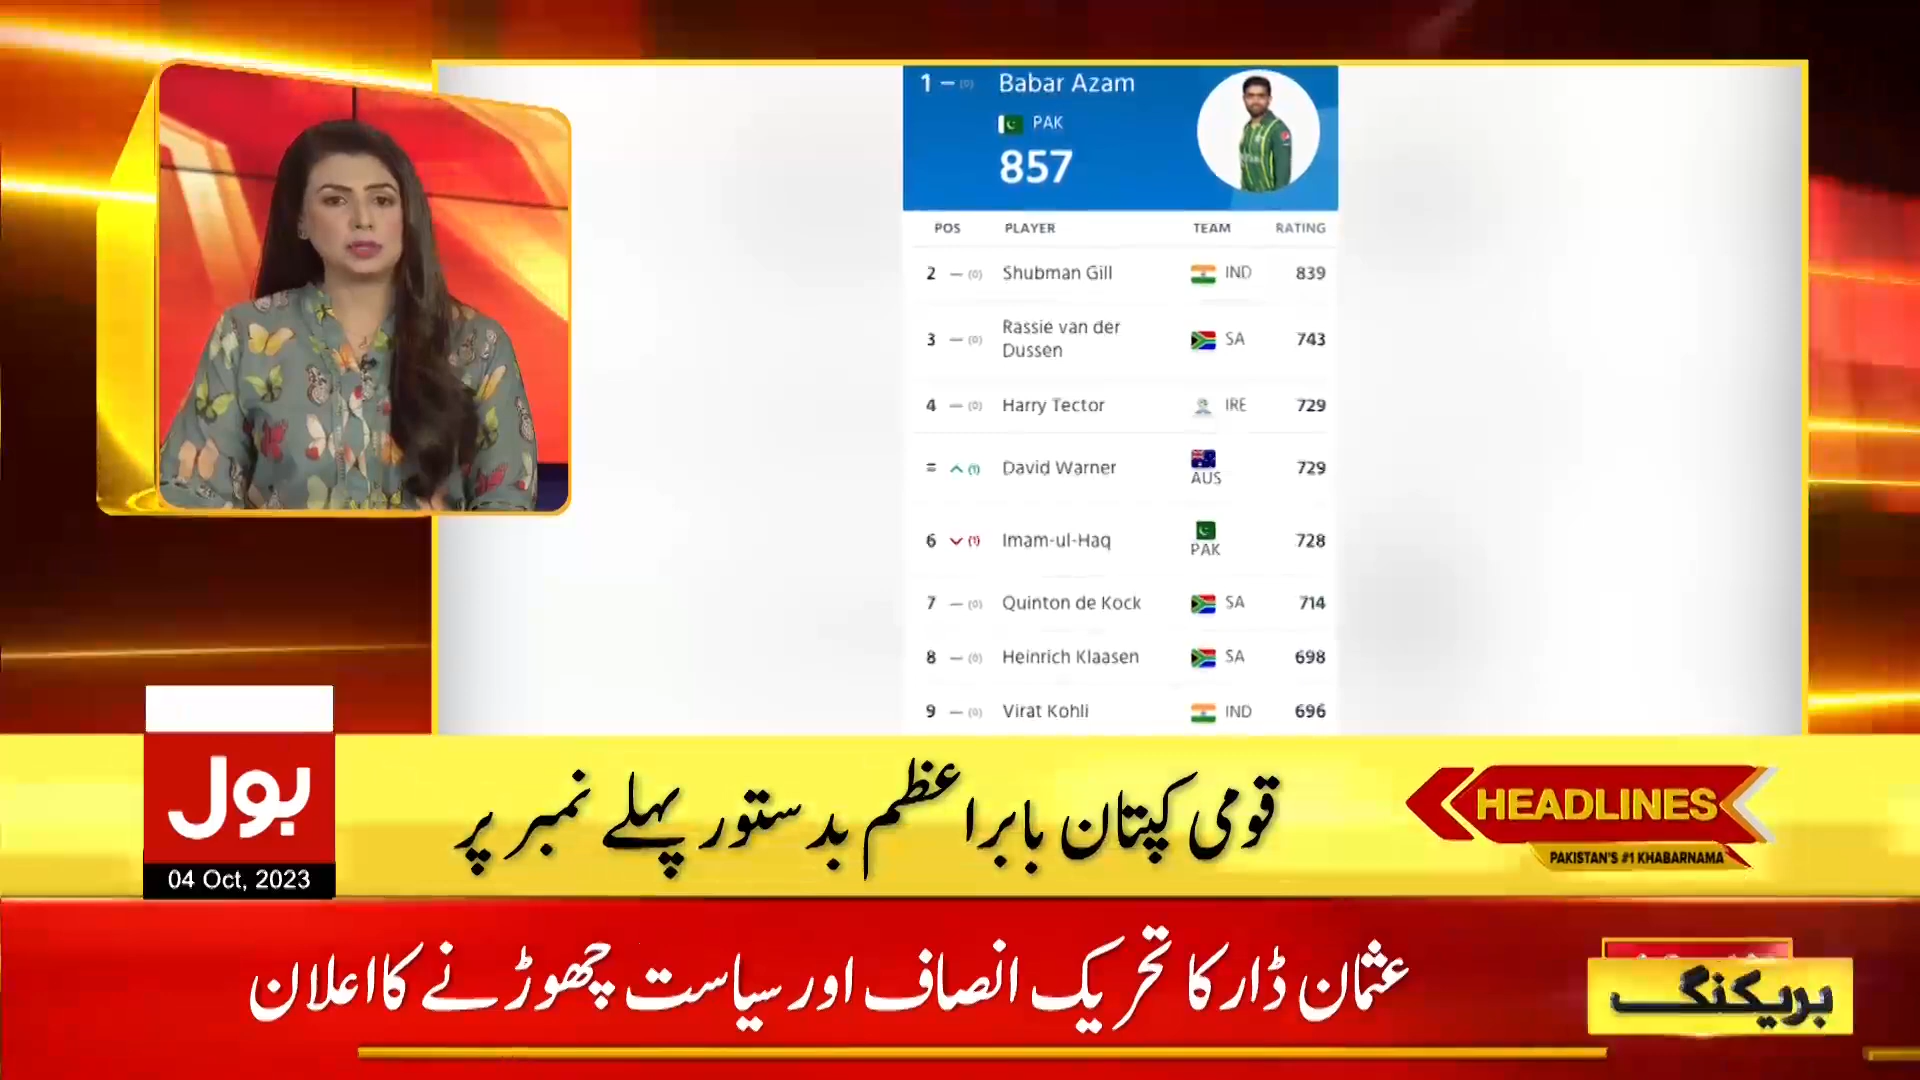 1 — (0) Babar Azam
PAK
857
POS PLAYER TEAM RATING
2 — (0) Shubman Gill IND 839
3 — (0) Rassie van der Dussen SA 743
4 — (0) Harry Tector IRE 729
= (1) David Warner AUS 729
6 (1) Imam-ul-Haq PAK 728
7 — (0) Quinton de Kock SA 714
8 — (0) Heinrich Klaasen SA 698
9 — (0) Virat Kohli IND 696
بول
04 Oct, 2023
قومی کپتان بابراعظم بدستور پہلے نمبر پر
HEADLINES
PAKISTAN'S #1 KHABARNAMA
عثمان ڈار کا تحریک انصاف اور سیاست چھوڑنے کا اعلان
بریکنگ